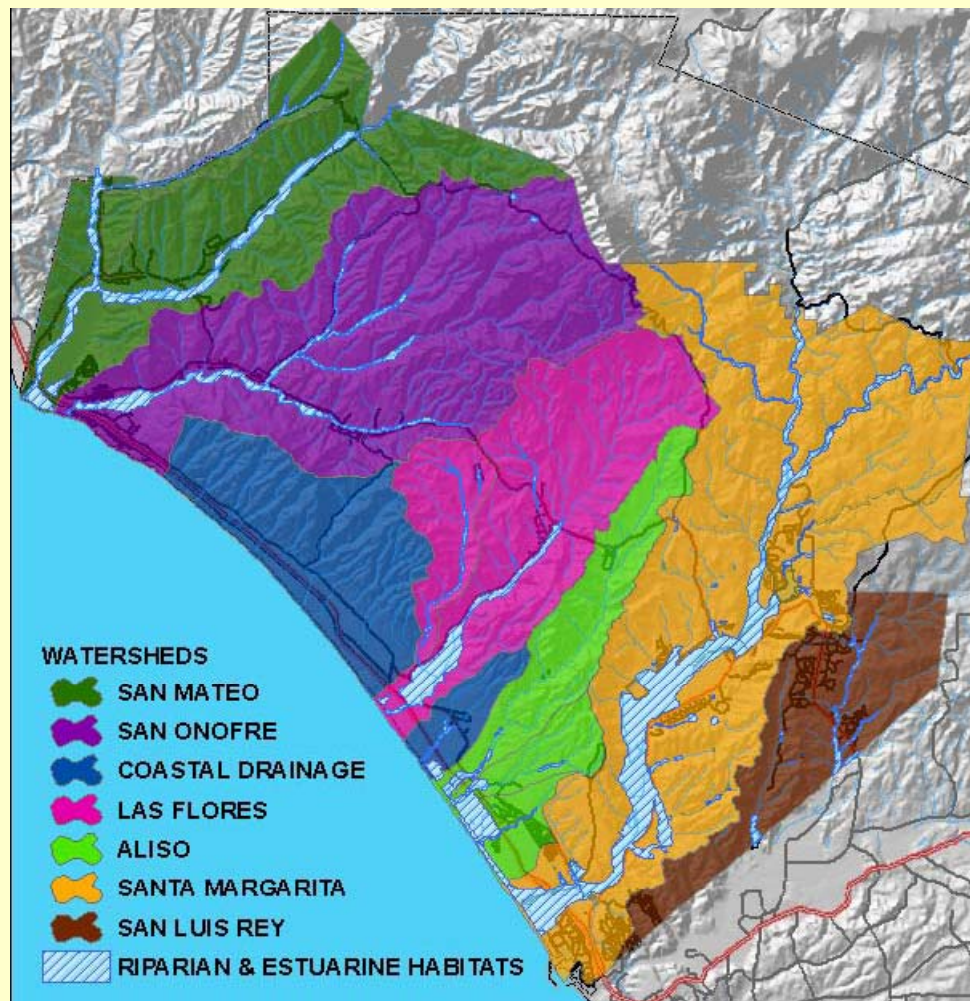 WATERSHEDS
SAN MATEO
SAN ONOFRE
COASTAL DRAINAGE
LAS FLORES
ALISO
SANTA MARGARITA
SAN LUIS REY
RIPARIAN & ESTUARINE HABITATS